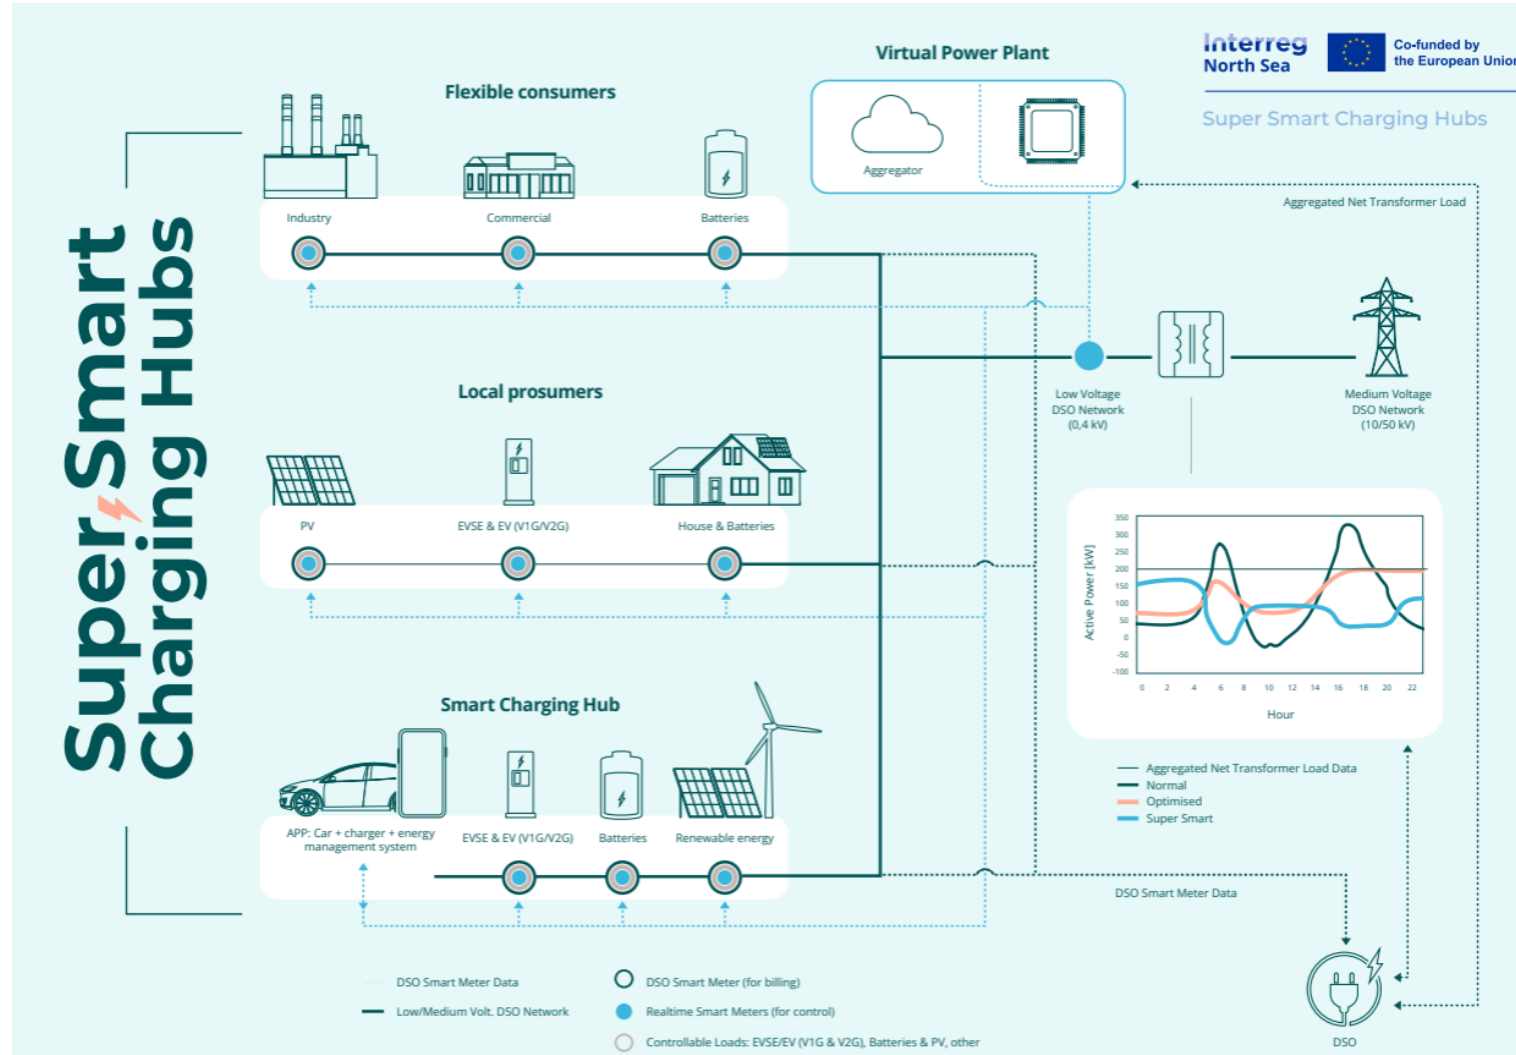 Super Smart
Charging Hubs
Flexible consumers
Industry
Commercial
Batteries
Virtual Power Plant
Aggregator
Interreg
North Sea
Co-funded by
the European Union
Super Smart Charging Hubs
Aggregated Net Transformer Load
Low Voltage
DSO Network
(0,4 kV)
Medium Voltage
DSO Network
(10/50 kV)
Local prosumers
PV
EVSE & EV (V1G/V2G)
House & Batteries
Smart Charging Hub
APP: Car + charger + energy
management system
EVSE & EV (V1G/V2G)
Batteries
Renewable energy
Active Power [kW]
350
300
250
200
150
100
50
0
-50
-100
0 2 4 6 8 10 12 14 16 18 20 22
Hour
Aggregated Net Transformer Load Data
Normal
Optimised
Super Smart
DSO Smart Meter Data
DSO
DSO Smart Meter Data
Low/Medium Volt. DSO Network
DSO Smart Meter (for billing)
Realtime Smart Meters (for control)
Controllable Loads: EVSE/EV (V1G & V2G), Batteries & PV, other